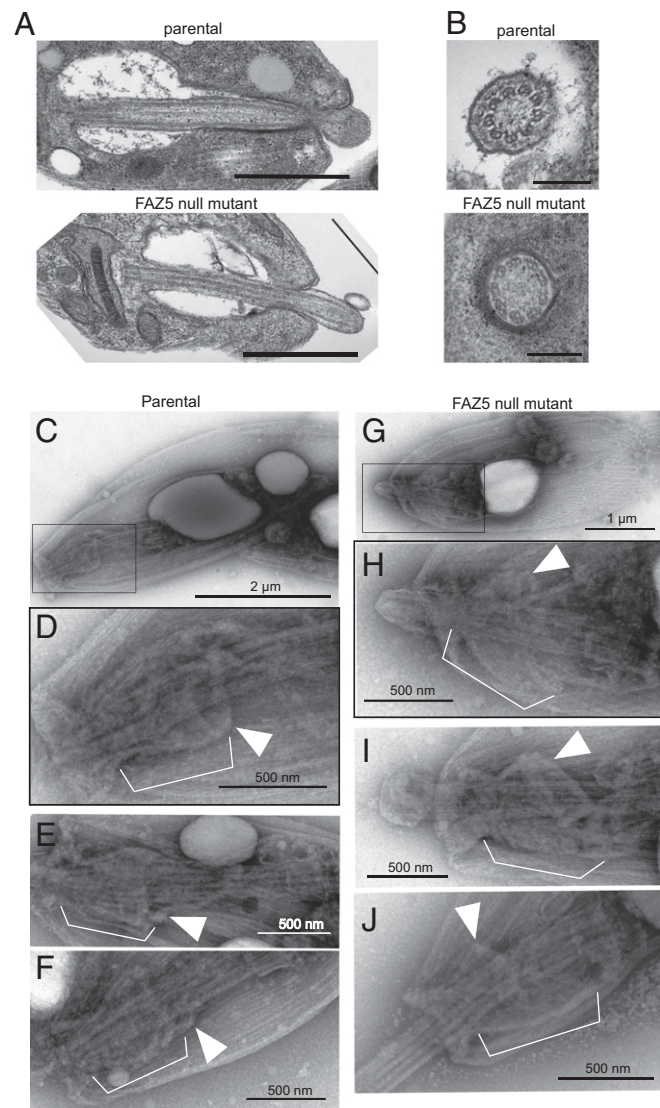 A
parental
B
parental
FAZ5 null mutant
FAZ5 null mutant
Parental
FAZ5 null mutant
C
2 µm
G
1 µm
D
500 nm
H
500 nm
E
500 nm
I
500 nm
F
500 nm
J
500 nm